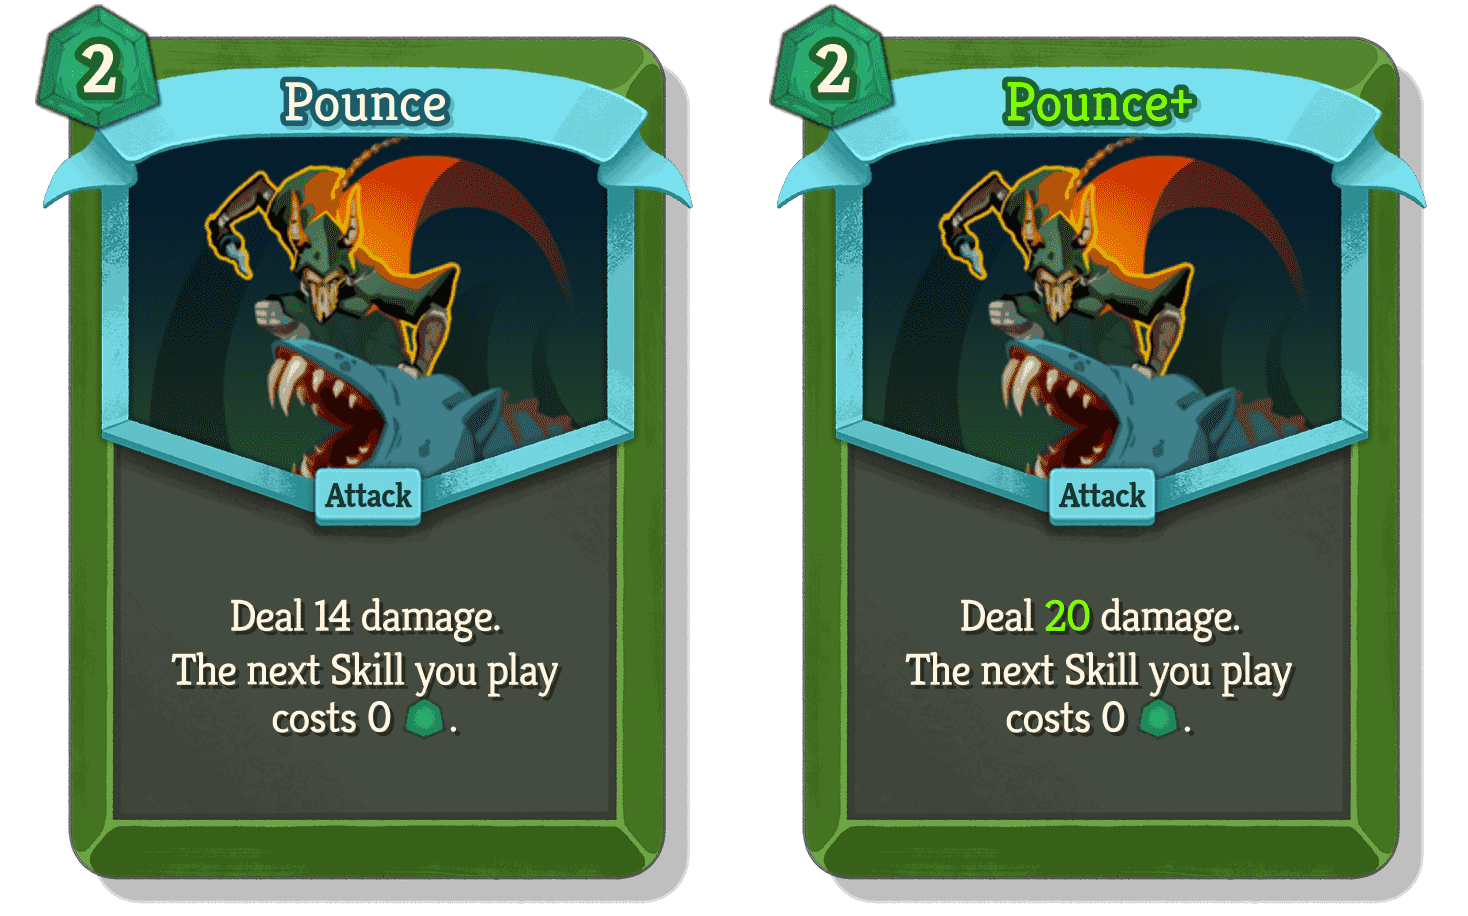 2
Pounce
Attack
Deal 14 damage.
The next Skill you play
costs 0 .
2
Pounce+
Attack
Deal 20 damage.
The next Skill you play
costs 0 .